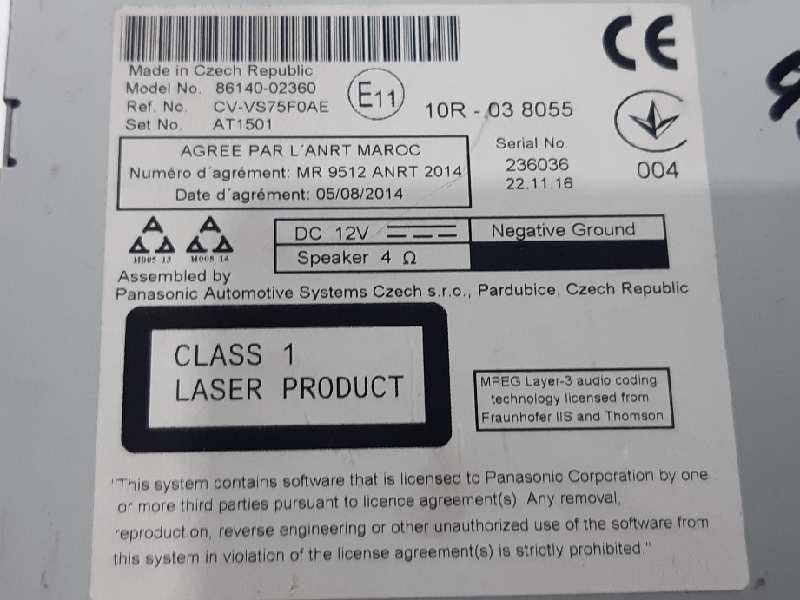 Made in Czech Republic
Model No. 86140-02360
Ref. No. CV-VS75F0AE
Set No. AT1501
E11
10R - 03 8055
CE
004
Serial No
236036
22.11.16
AGREE PAR L'ANRT MAROC
Numéro d'agrément: MR 9512 ANRT 2014
Date d'agrément: 05/08/2014
DC 12V
Negative Ground
Speaker 4 Ω
Assembled by
Panasonic Automotive Systems Czech s.r.o., Pardubice, Czech Republic
CLASS 1
LASER PRODUCT
MPEG Layer-3 audio coding
technology licensed from
Fraunhofer IIS and Thomson
"This system contains software that is licensed to Panasonic Corporation by one
or more third parties pursuant to licence agreement(s). Any removal,
reproduction, reverse engineering or other unauthorized use of the software from
this system in violation of the license agreement(s) is strictly prohibited."